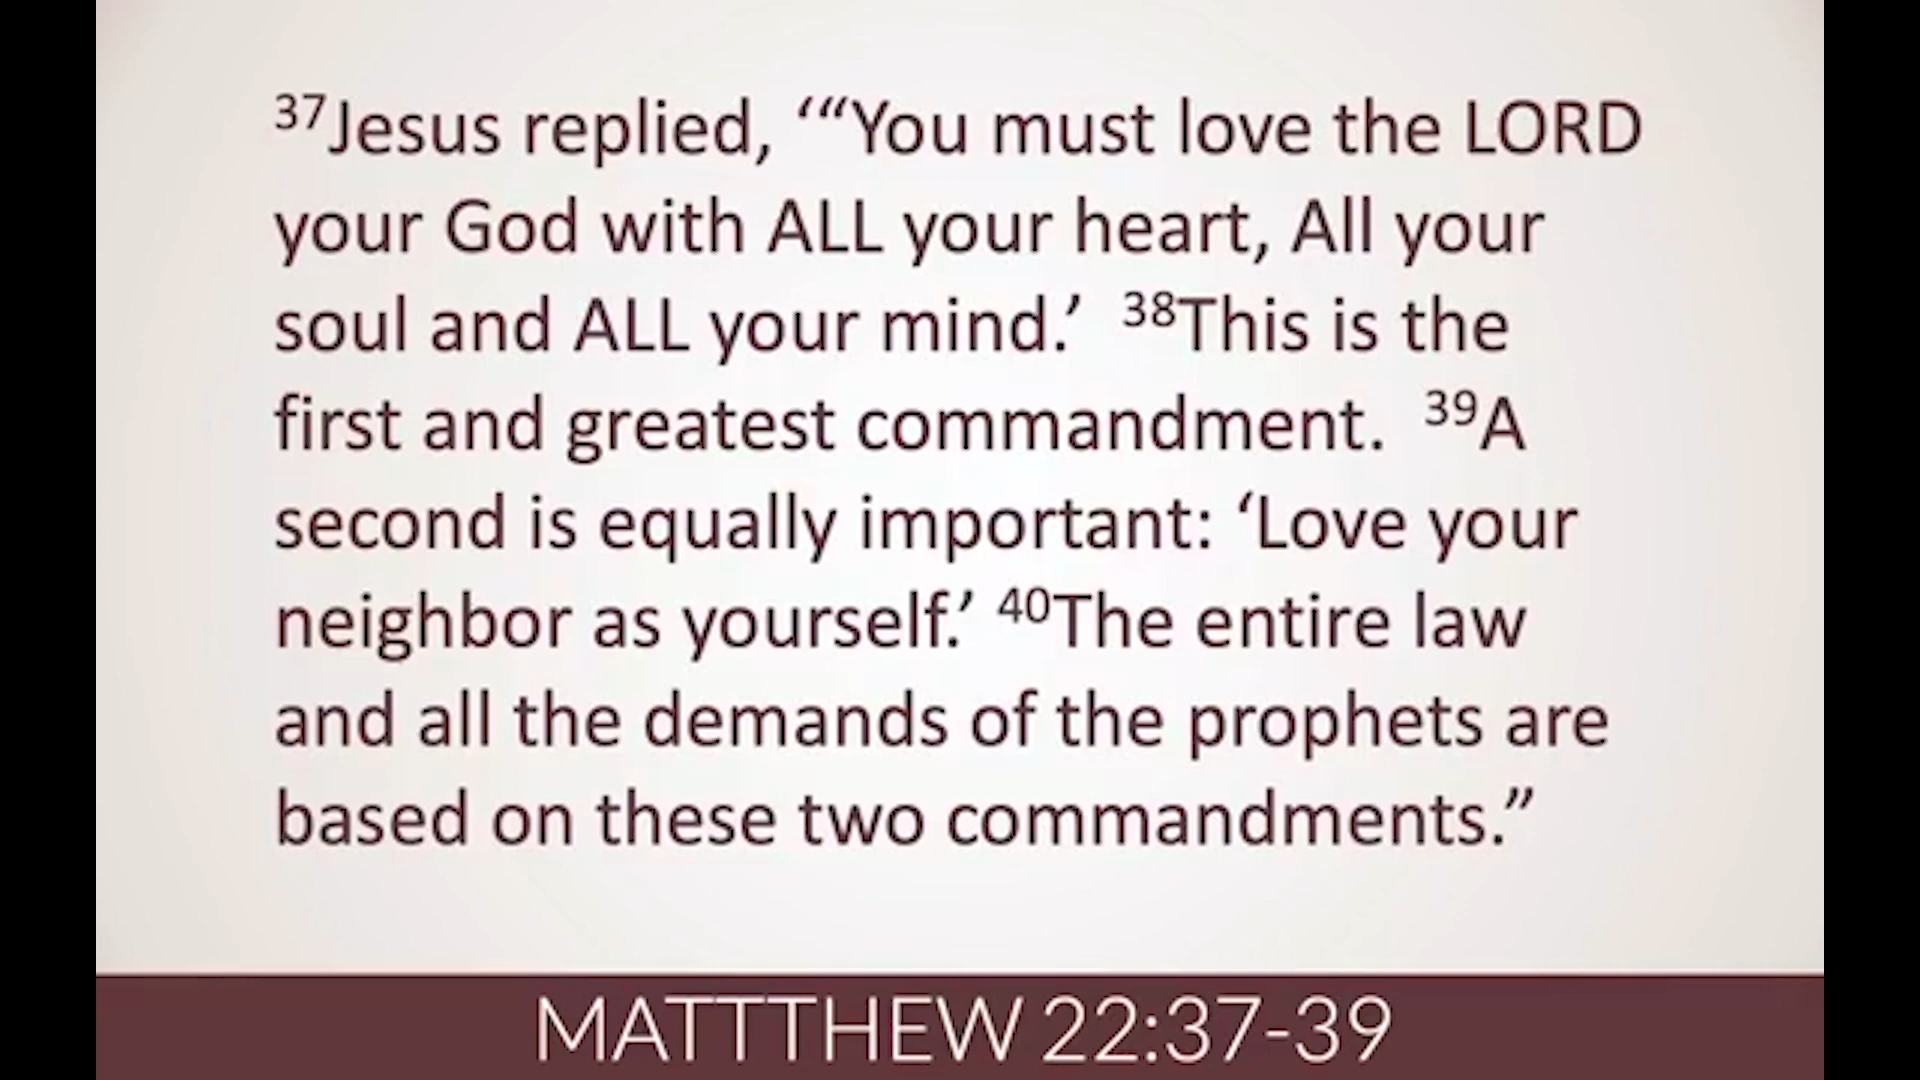 37Jesus replied, ‘“You must love the LORD
your God with ALL your heart, All your
soul and ALL your mind.’ 38This is the
first and greatest commandment. 39A
second is equally important: ‘Love your
neighbor as yourself.’ 40The entire law
and all the demands of the prophets are
based on these two commandments.”
MATTTHEW 22:37-39